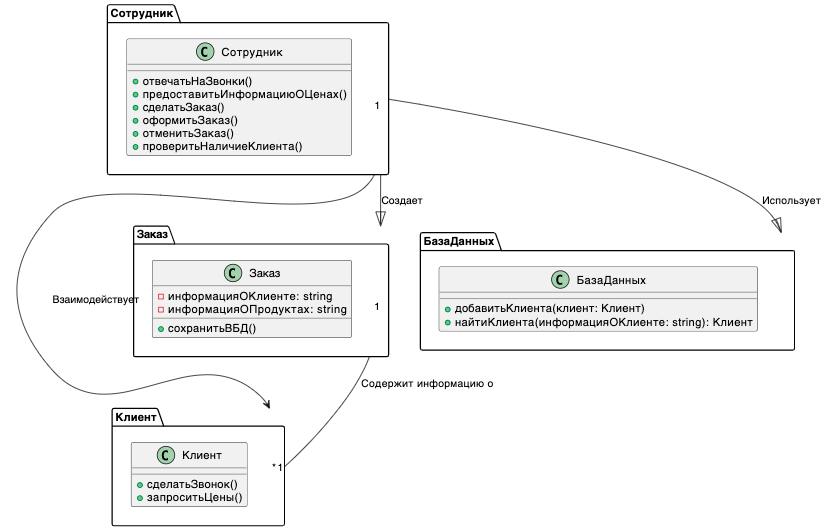 Сотрудник
C Сотрудник
отвечатьНаЗвонки()
предоставитьИнформациюОЦенах()
сделатьЗаказ()
оформитьЗаказ()
отменитьЗаказ()
проверитьНаличиеКлиента()
1
Создает
Использует
Заказ
C Заказ
информацияОКлиенте: string
информацияОПродуктах: string
сохранитьВБД()
1
Взаимодействует
БазаДанных
C БазаДанных
добавитьКлиента(клиент: Клиент)
найтиКлиента(информацияОКлиенте: string): Клиент
Содержит информацию о
Клиент
C Клиент
сделатьЗвонок()
запроситьЦены()
*1